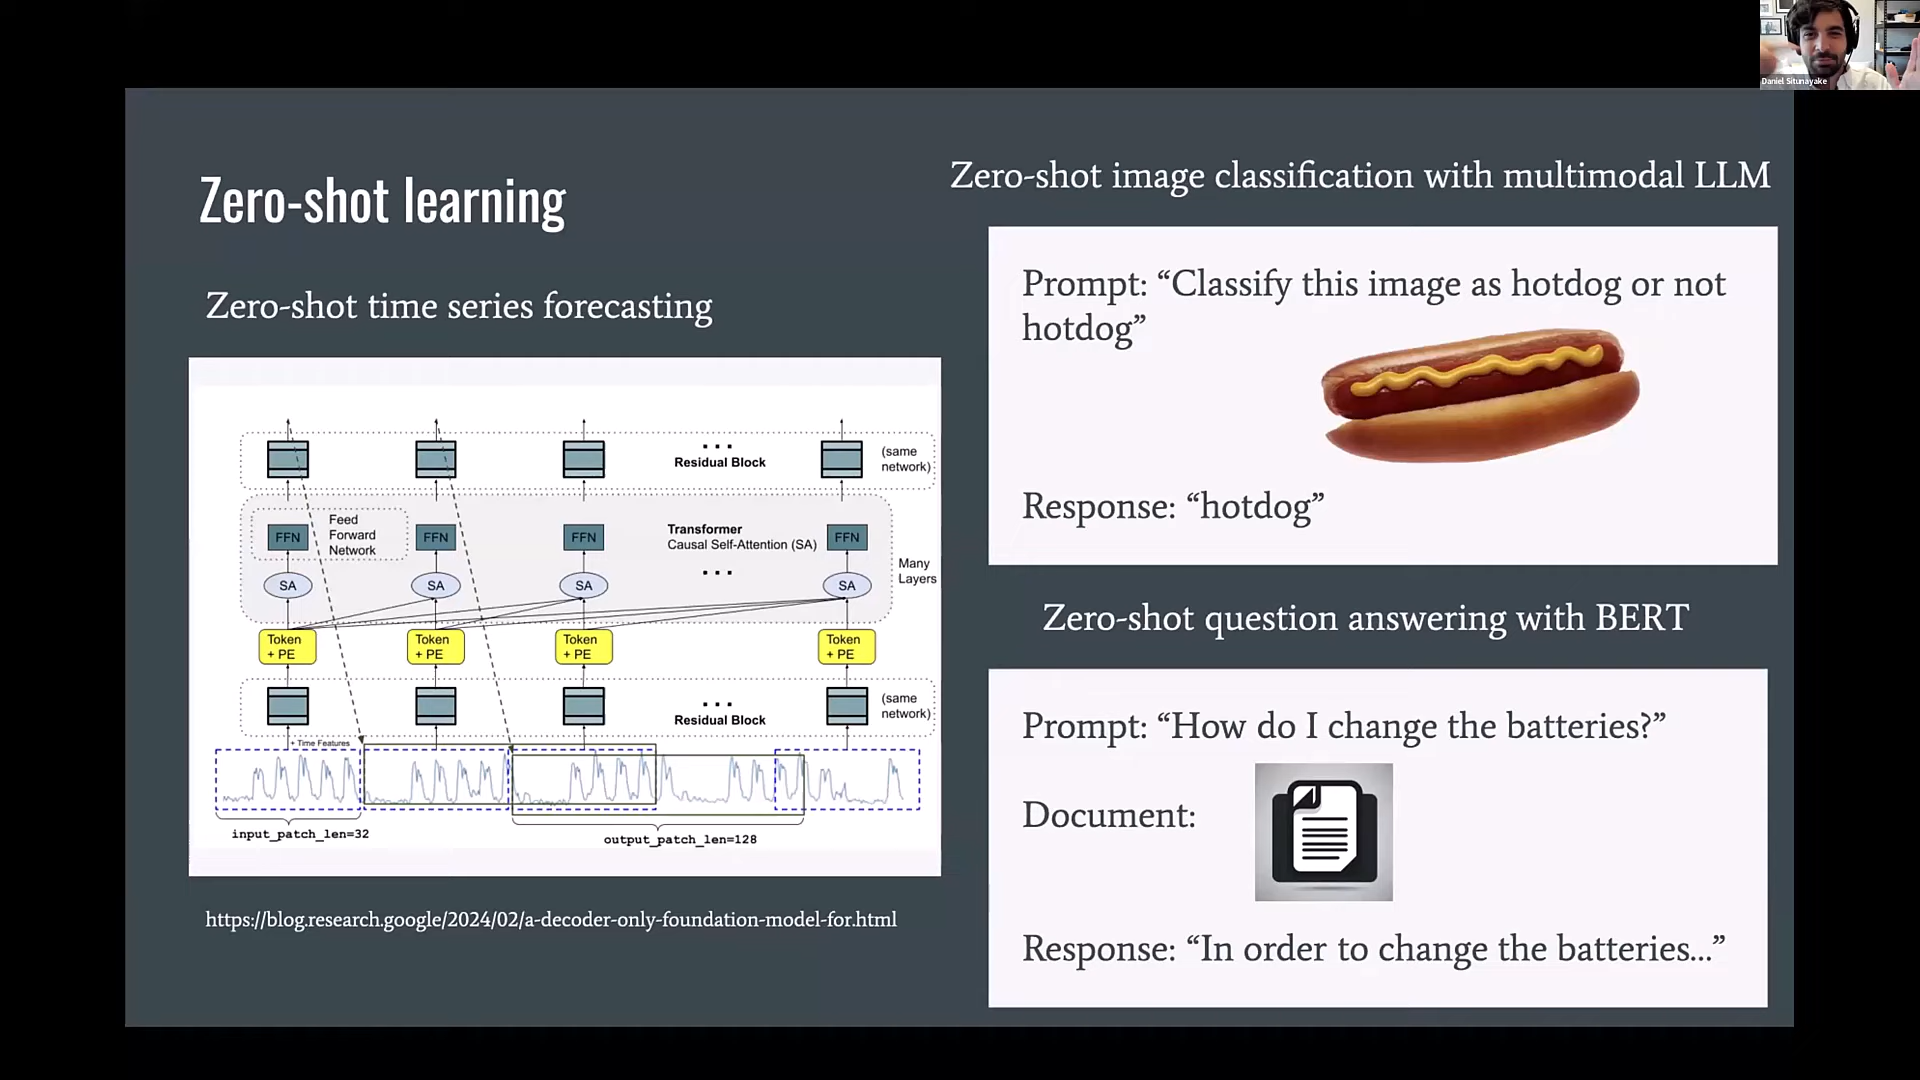 Daniel Situnayake
Zero-shot learning
Zero-shot time series forecasting
(same
network)
Residual Block
Feed
Forward
Network
FFN
FFN
FFN
Transformer
Causal Self-Attention (SA)
FFN
SA
SA
SA
SA
Many
Layers
Token
+ PE
Token
+ PE
Token
+ PE
Token
+ PE
(same
network)
Residual Block
+ Time Features
input_patch_len=32
output_patch_len=128
https://blog.research.google/2024/02/a-decoder-only-foundation-model-for.html
Zero-shot image classification with multimodal LLM
Prompt: “Classify this image as hotdog or not
hotdog”
Response: “hotdog”
Zero-shot question answering with BERT
Prompt: “How do I change the batteries?”
Document:
Response: “In order to change the batteries...”